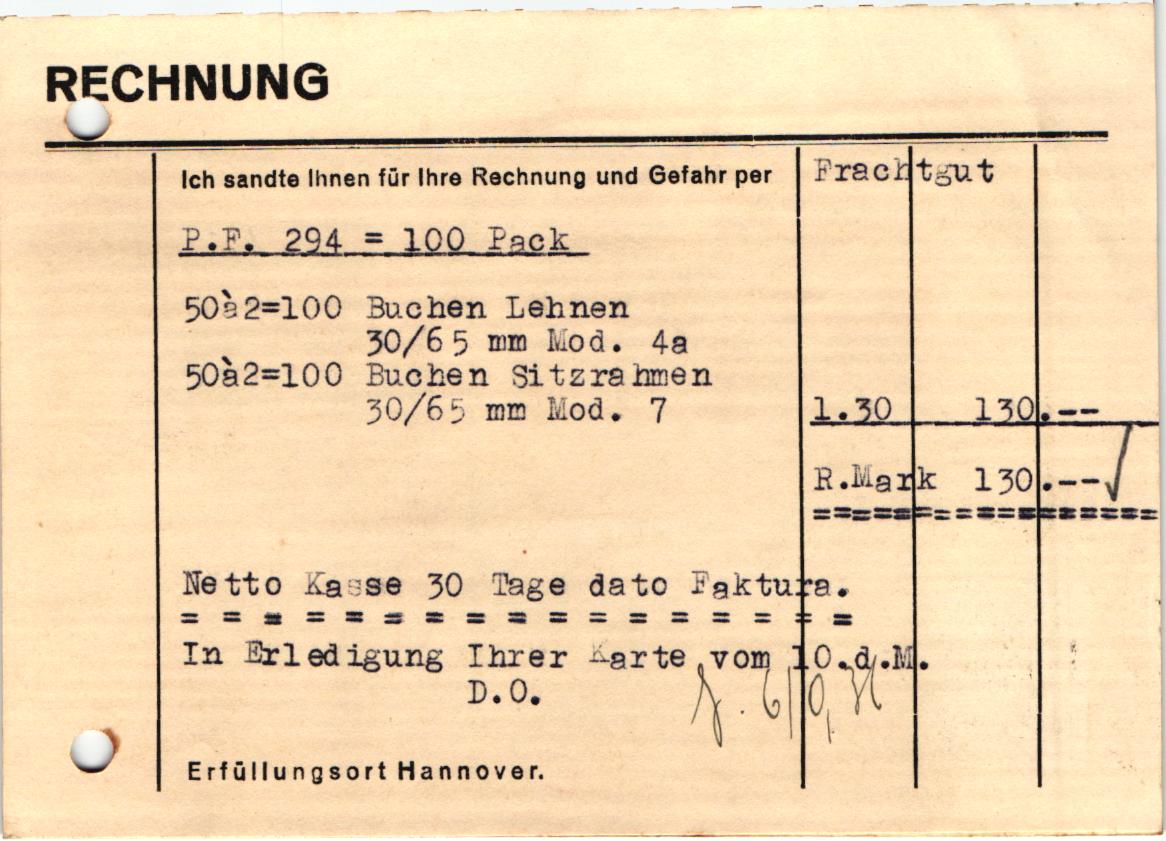 RECHNUNG
Ich sandte Ihnen für Ihre Rechnung und Gefahr per Frachtgut
P.F. 294 = 100 Pack
50à2=100 Buchen Lehnen
30/65 mm Mod. 4a
50à2=100 Buchen Sitzrahmen
30/65 mm Mod. 7 1.30 130.--
R.Mark 130.--
=================
Netto Kasse 30 Tage dato Faktura.
= = = = = = = = = = = = = = = = =
In Erledigung Ihrer Karte vom 10.d.M.
D.O.
Erfüllungsort Hannover.